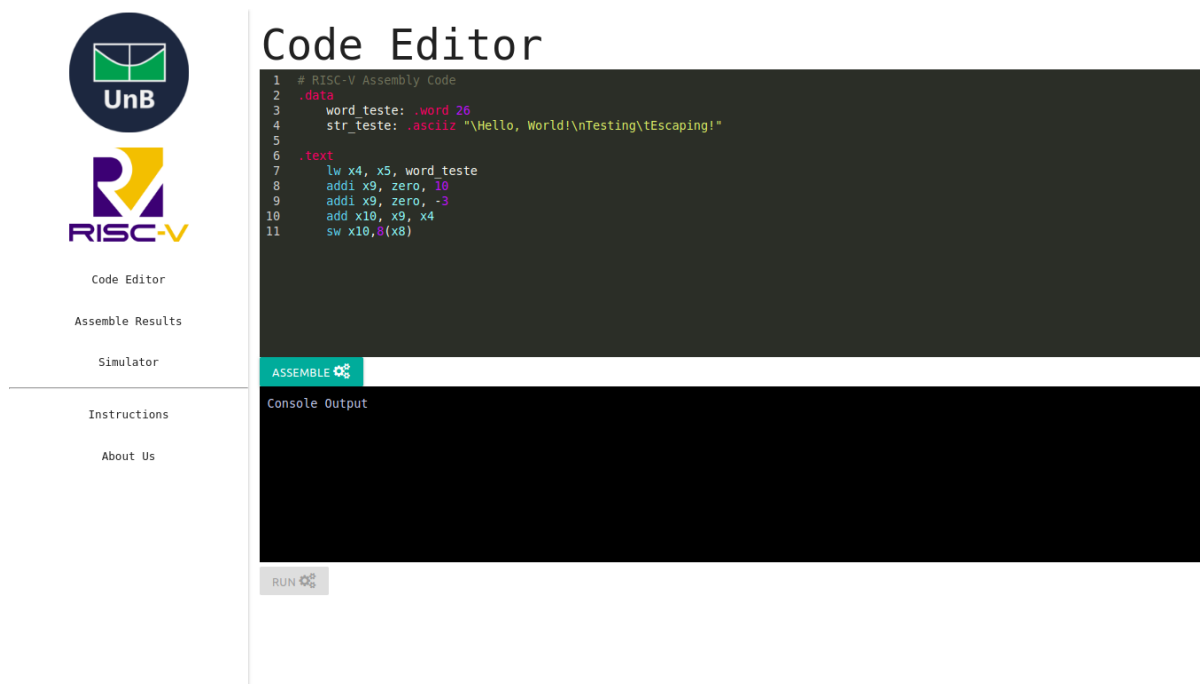 UnB
RISC-V
Code Editor
Assemble Results
Simulator
Instructions
About Us
Code Editor
1 # RISC-V Assembly Code
2 .data
3     word_teste: .word 26
4     str_teste: .asciiz "\Hello, World!\nTesting\tEscaping!"
5
6 .text
7     lw x4, x5, word_teste
8     addi x9, zero, 10
9     addi x9, zero, -3
10     add x10, x9, x4
11     sw x10,8(x8)
ASSEMBLE
Console Output
RUN